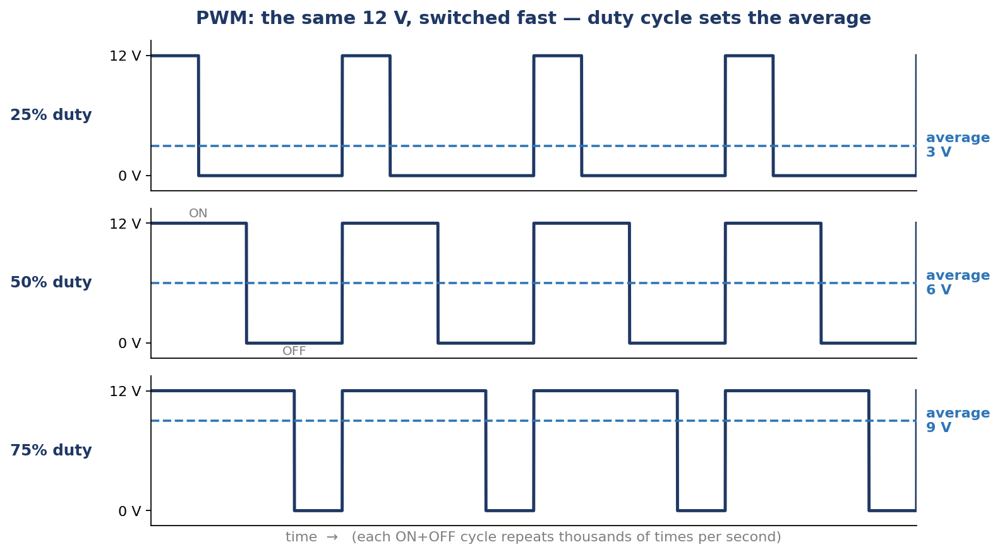 PWM: the same 12 V, switched fast — duty cycle sets the average
12 V
25% duty
average
3 V
0 V
ON
12 V
50% duty
average
6 V
0 V
OFF
12 V
average
9 V
75% duty
0 V
time → (each ON+OFF cycle repeats thousands of times per second)